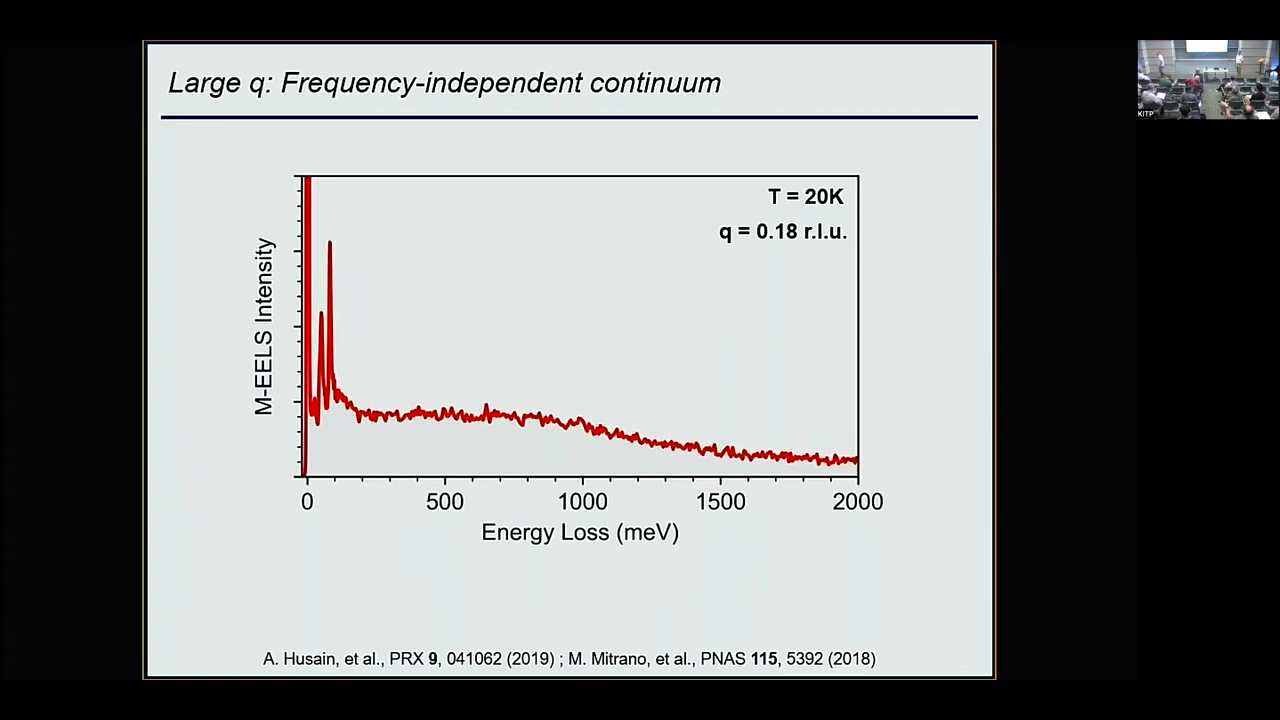 Large q: Frequency-independent continuum
T = 20K
q = 0.18 r.l.u.
M-EELS Intensity
0 500 1000 1500 2000
Energy Loss (meV)
A. Husain, et al., PRX 9, 041062 (2019) ; M. Mitrano, et al., PNAS 115, 5392 (2018)
KITP